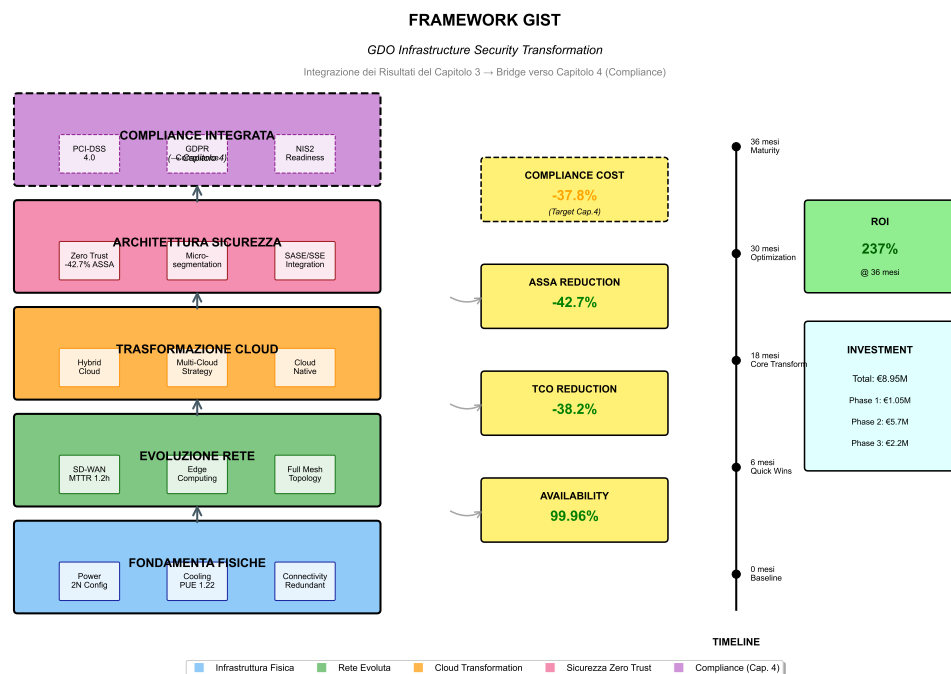 FRAMEWORK GIST
GDO Infrastructure Security Transformation
Integrazione dei Risultati del Capitolo 3 → Bridge verso Capitolo 4 (Compliance)
COMPLIANCE INTEGRATA
PCI-DSS
4.0
GDPR
Compliance
(→ Capitolo 4)
NIS2
Readiness
ARCHITETTURA SICUREZZA
Zero Trust
-42.7% ASSA
Micro-
segmentation
SASE/SSE
Integration
TRASFORMAZIONE CLOUD
Hybrid
Cloud
Multi-Cloud
Strategy
Cloud
Native
EVOLUZIONE RETE
SD-WAN
MTTR 1.2h
Edge
Computing
Full Mesh
Topology
FONDAMENTA FISICHE
Power
2N Config
Cooling
PUE 1.22
Connectivity
Redundant
COMPLIANCE COST
-37.8%
(Target Cap.4)
ASSA REDUCTION
-42.7%
TCO REDUCTION
-38.2%
AVAILABILITY
99.96%
36 mesi
Maturity
30 mesi
Optimization
18 mesi
Core Transform
6 mesi
Quick Wins
0 mesi
Baseline
TIMELINE
ROI
237%
@ 36 mesi
INVESTMENT
Total: €8.95M
Phase 1: €1.05M
Phase 2: €5.7M
Phase 3: €2.2M
Infrastruttura Fisica
Rete Evoluta
Cloud Transformation
Sicurezza Zero Trust
Compliance (Cap. 4)